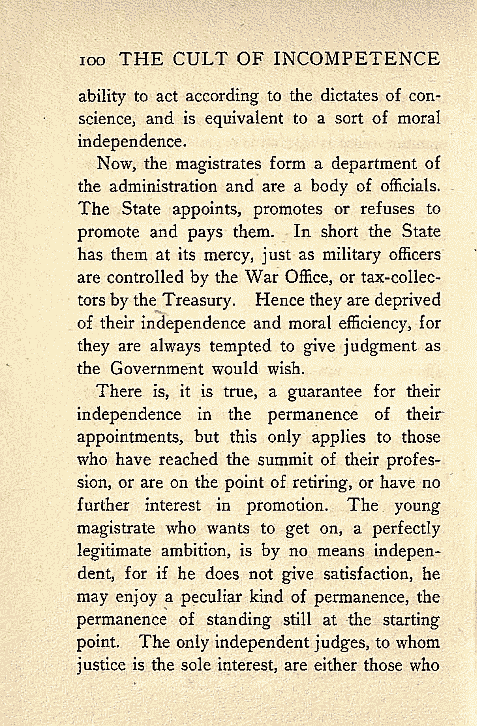 100 THE CULT OF INCOMPETENCE
ability to act according to the dictates of con-
science, and is equivalent to a sort of moral
independence.
Now, the magistrates form a department of
the administration and are a body of officials.
The State appoints, promotes or refuses to
promote and pays them. In short the State
has them at its mercy, just as military officers
are controlled by the War Office, or tax-collec-
tors by the Treasury. Hence they are deprived
of their independence and moral efficiency, for
they are always tempted to give judgment as
the Government would wish.
There is, it is true, a guarantee for their
independence in the permanence of their
appointments, but this only applies to those
who have reached the summit of their profes-
sion, or are on the point of retiring, or have no
further interest in promotion. The young
magistrate who wants to get on, a perfectly
legitimate ambition, is by no means indepen-
dent, for if he does not give satisfaction, he
may enjoy a peculiar kind of permanence, the
permanence of standing still at the starting
point. The only independent judges, to whom
justice is the sole interest, are either those who